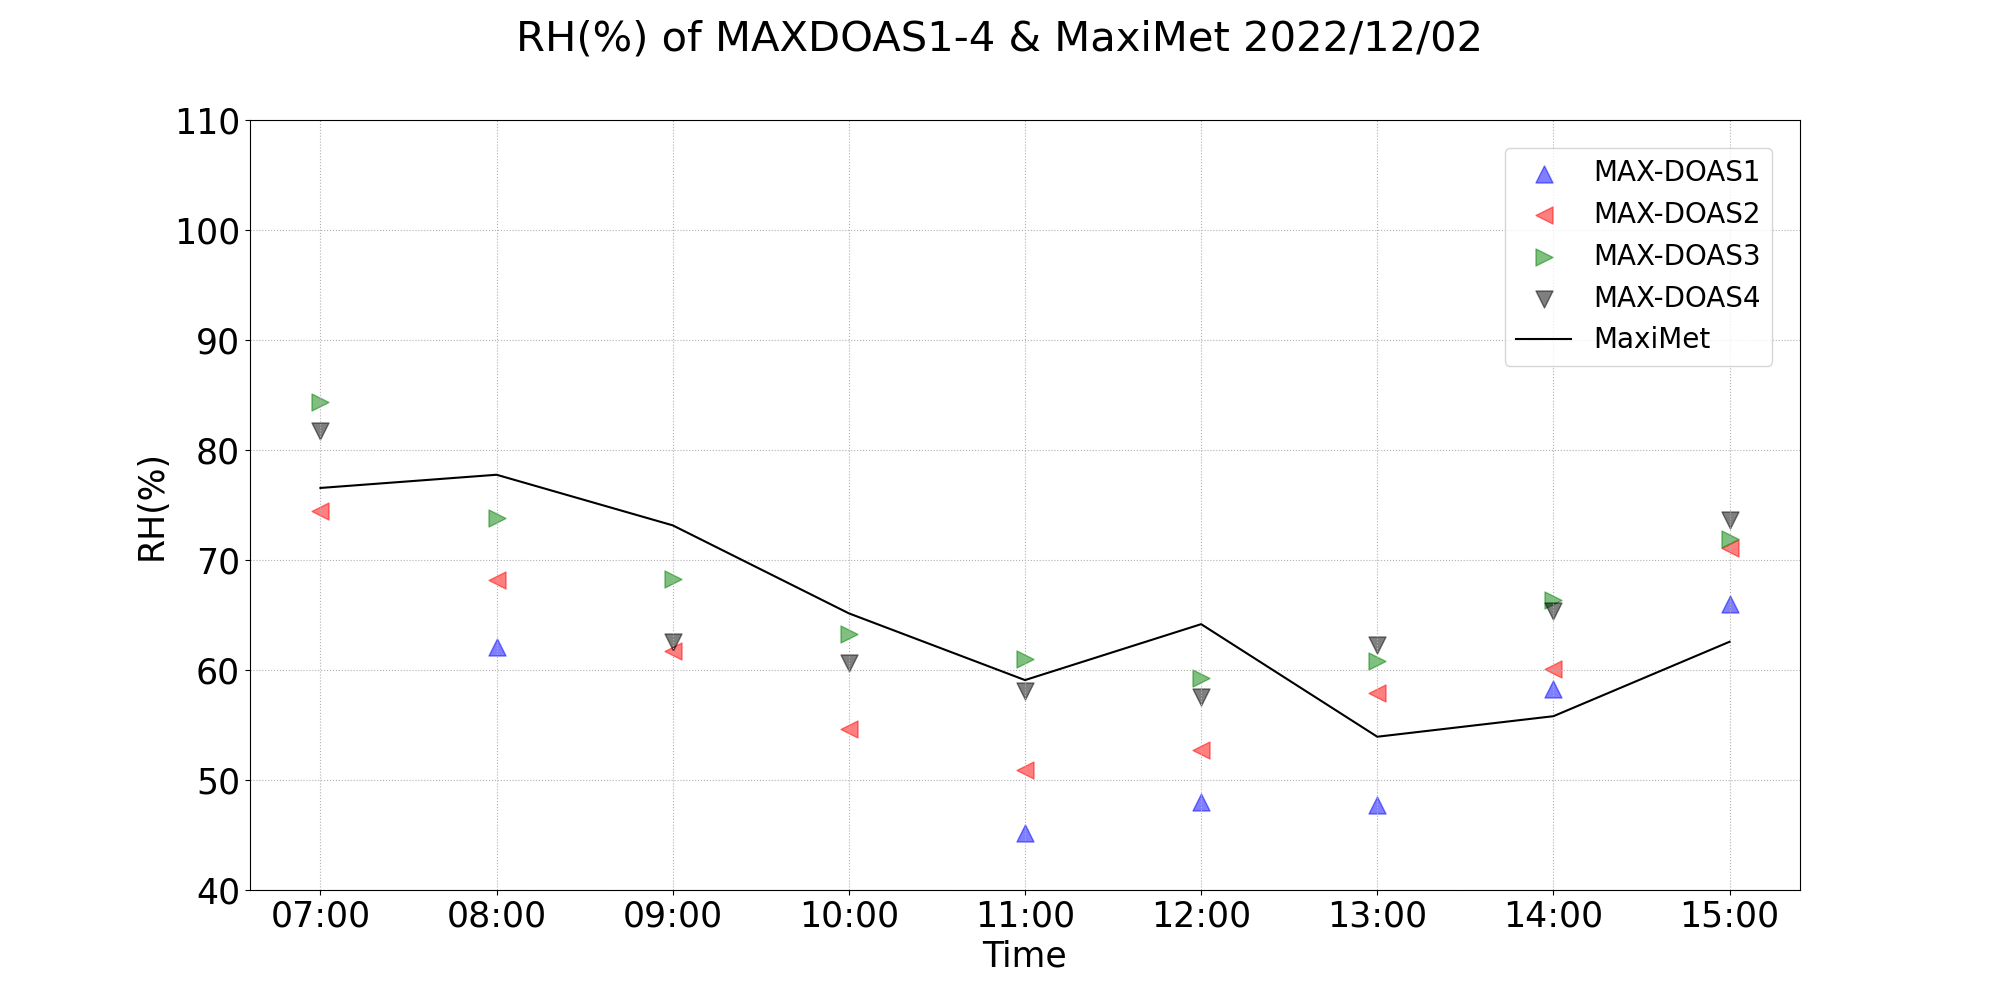 RH(%) of MAXDOAS1-4 & MaxiMet 2022/12/02
110
100
90
80
70
60
50
40
RH(%)
MAX-DOAS1
MAX-DOAS2
MAX-DOAS3
MAX-DOAS4
MaxiMet
07:00 08:00 09:00 10:00 11:00 12:00 13:00 14:00 15:00
Time